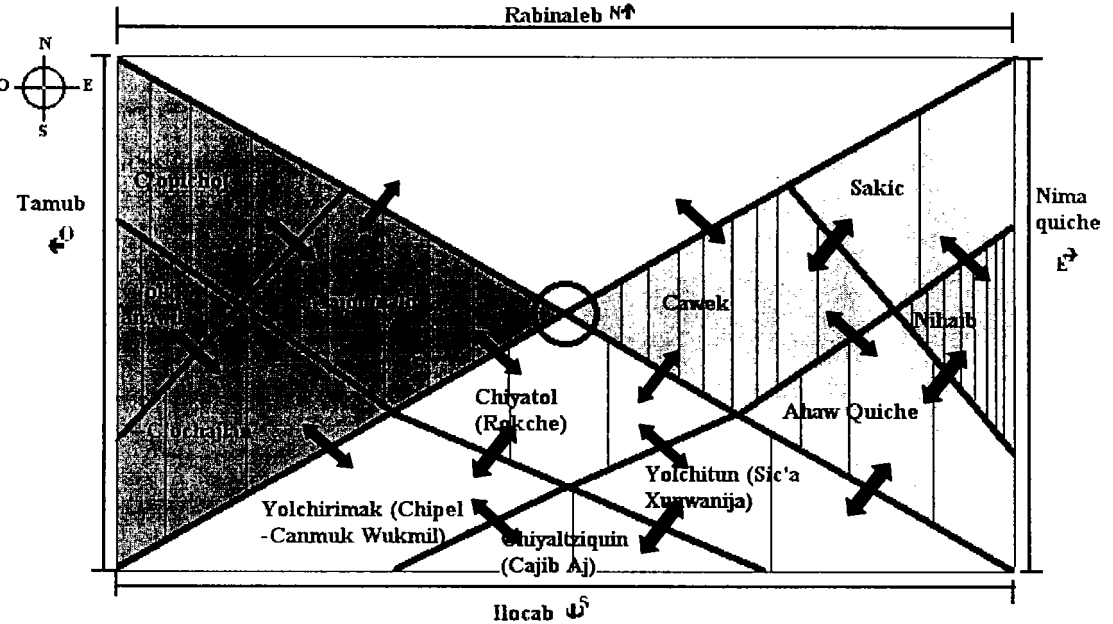 Rabinaleb N
N
O E
S
Tamub
O
Nima
quiche
E
Sakic
Cawek
Nihaib
Chiyatol
(Rokche)
Ahaw Quiche
Yolchitun (Sic'a
Xuxwanija)
Yolchirimak (Chipel
-Canmuk Wukmil)
Chiyaltziquin
(Cajib Aj)
Ilocab S